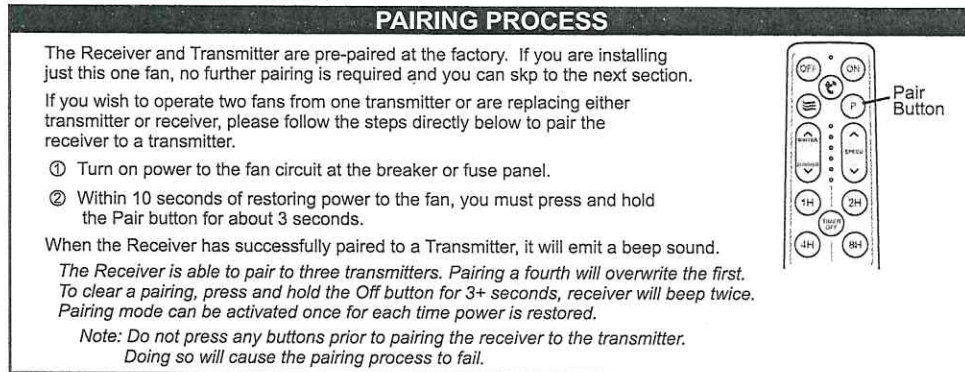 PAIRING PROCESS
The Receiver and Transmitter are pre-paired at the factory.  If you are installing
just this one fan, no further pairing is required and you can skp to the next section.
If you wish to operate two fans from one transmitter or are replacing either
transmitter or receiver, please follow the steps directly below to pair the
receiver to a transmitter.
① Turn on power to the fan circuit at the breaker or fuse panel.
② Within 10 seconds of restoring power to the fan, you must press and hold
the Pair button for about 3 seconds.
When the Receiver has successfully paired to a Transmitter, it will emit a beep sound.
The Receiver is able to pair to three transmitters. Pairing a fourth will overwrite the first.
To clear a pairing, press and hold the Off button for 3+ seconds, receiver will beep twice.
Pairing mode can be activated once for each time power is restored.
Note: Do not press any buttons prior to pairing the receiver to the transmitter.
Doing so will cause the pairing process to fail.
OFF ON
P
Pair
Button
WINTER SPEED
SUMMER
1H 2H
TIMER
OFF
4H 8H